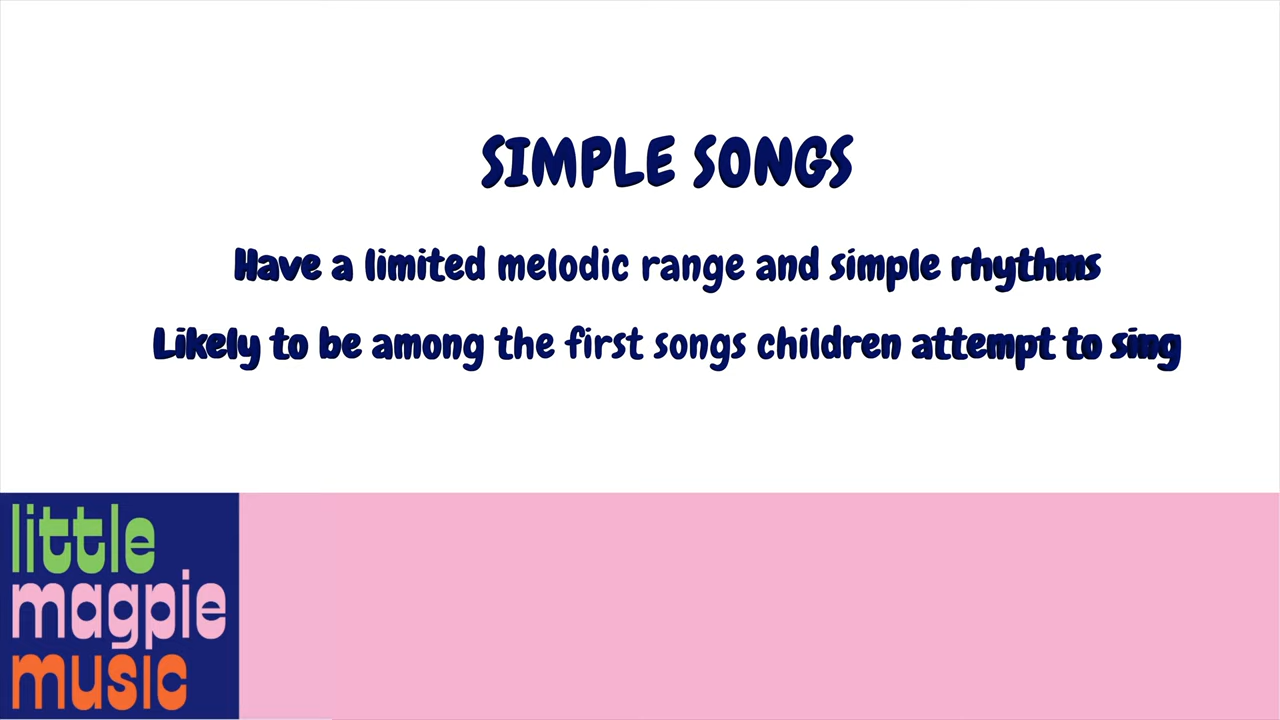 SIMPLE SONGS
Have a limited melodic range and simple rhythms
Likely to be among the first songs children attempt to sing
little
magpie
music